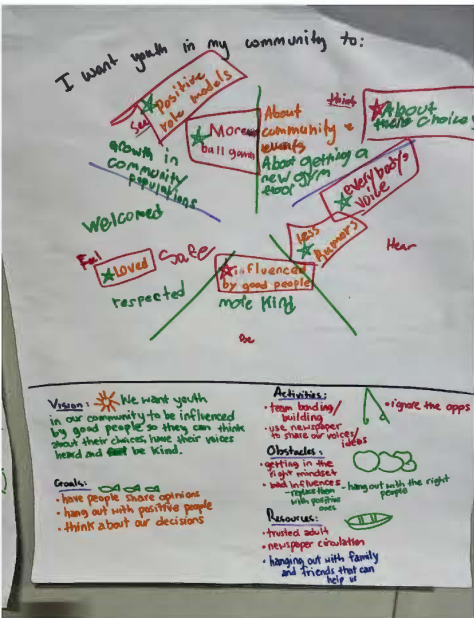 I want youth in my community to:
See
positive
role models
More
ball games
growth in
community
populations
About
community
events
About getting a
new gym
floor
think
About
there choice
everybody's
voice
less
Rumors
Hear
welcomed
Feel
loved
Safe
respected
influenced
by good people
more kind
Be
Vision: We want youth
in our community to be influenced
by good people so they can think
about their choices, have their voices
heard and be kind.
Goals:
• have people share opinions
• hang out with positive people
• think about our decisions
Activities:
• team bonding/
building
• use newspaper
to share our voices/
ideas
• ignore the opps
Obstacles:
• getting in the
right mindset
• bad influences
- replace them
with positive
ones
- hang out with the right
people
Resources:
• trusted adult
• newspaper circulation
• hanging out with family
and friends that can
help us